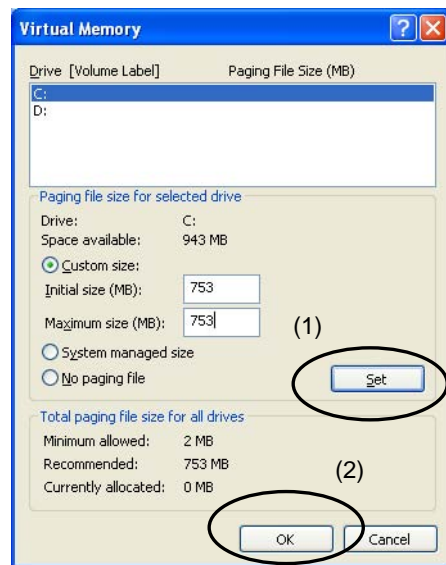 Virtual Memory
Drive [Volume Label] Paging File Size (MB)
C:
D:
Paging file size for selected drive
Drive: C:
Space available: 943 MB
Custom size:
Initial size (MB): 753
Maximum size (MB): 753
(1)
System managed size
No paging file
Set
Total paging file size for all drives
Minimum allowed: 2 MB
Recommended: 753 MB
(2)
Currently allocated: 0 MB
OK Cancel